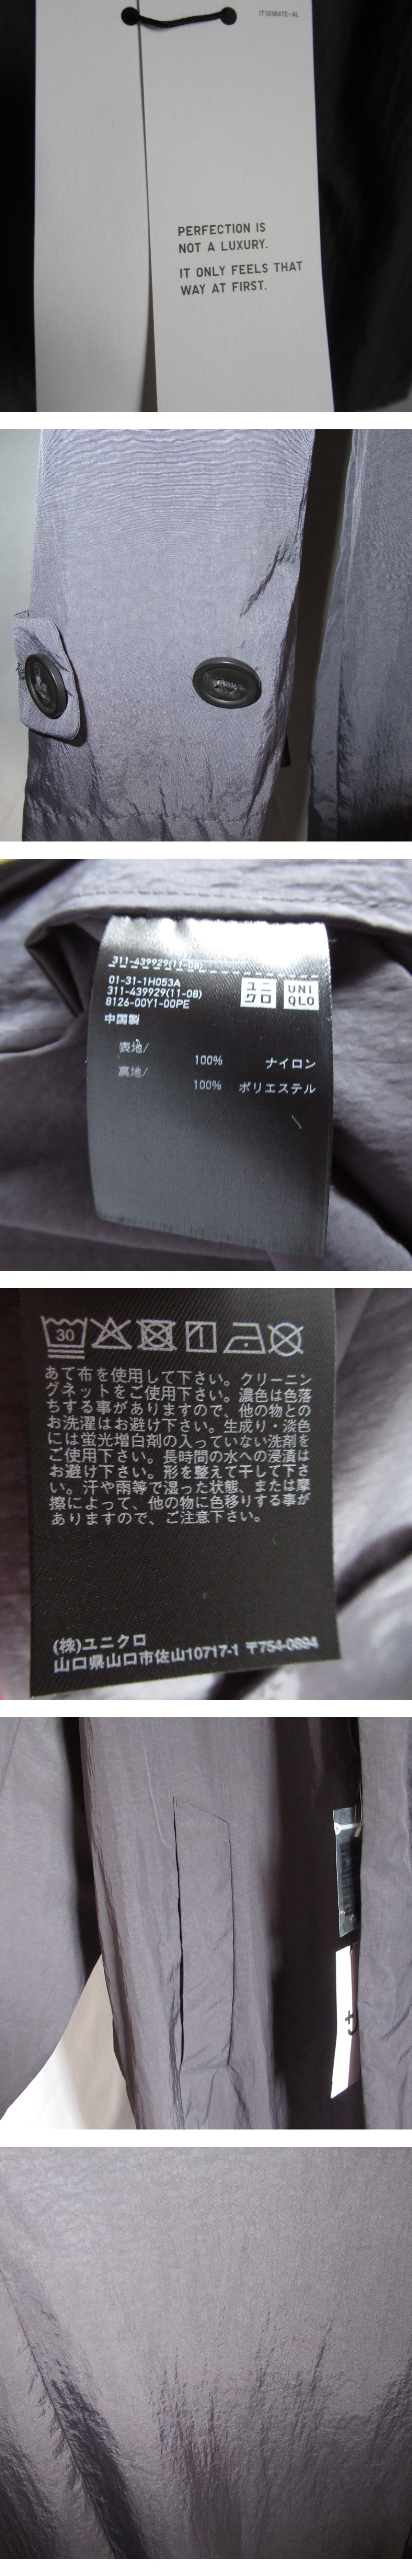 IT10364TE-AL
PERFECTION IS
NOT A LUXURY.
IT ONLY FEELS THAT
WAY AT FIRST.
311-439929(11-08)
01-31-1H053A
311-439929(11-08)
8126-00Y1-00PE
ユニ
クロ
UNI
QLO
中国製
表地/ 100% ナイロン
裏地/ 100% ポリエステル
30
あて布を使用して下さい。クリーニン
グネットをご使用下さい。濃色は色落
ちする事がありますので、他の物との
お洗濯はお避け下さい。生成り・淡色
には蛍光増白剤の入っていない洗剤を
ご使用下さい。長時間の水への浸漬は
お避け下さい。形を整えて干して下さ
い。汗や雨等で湿った状態、または摩
擦によって、他の物に色移りする事が
ありますので、ご注意下さい。
(株)ユニクロ
山口県山口市佐山10717-1 〒754-0894
+J